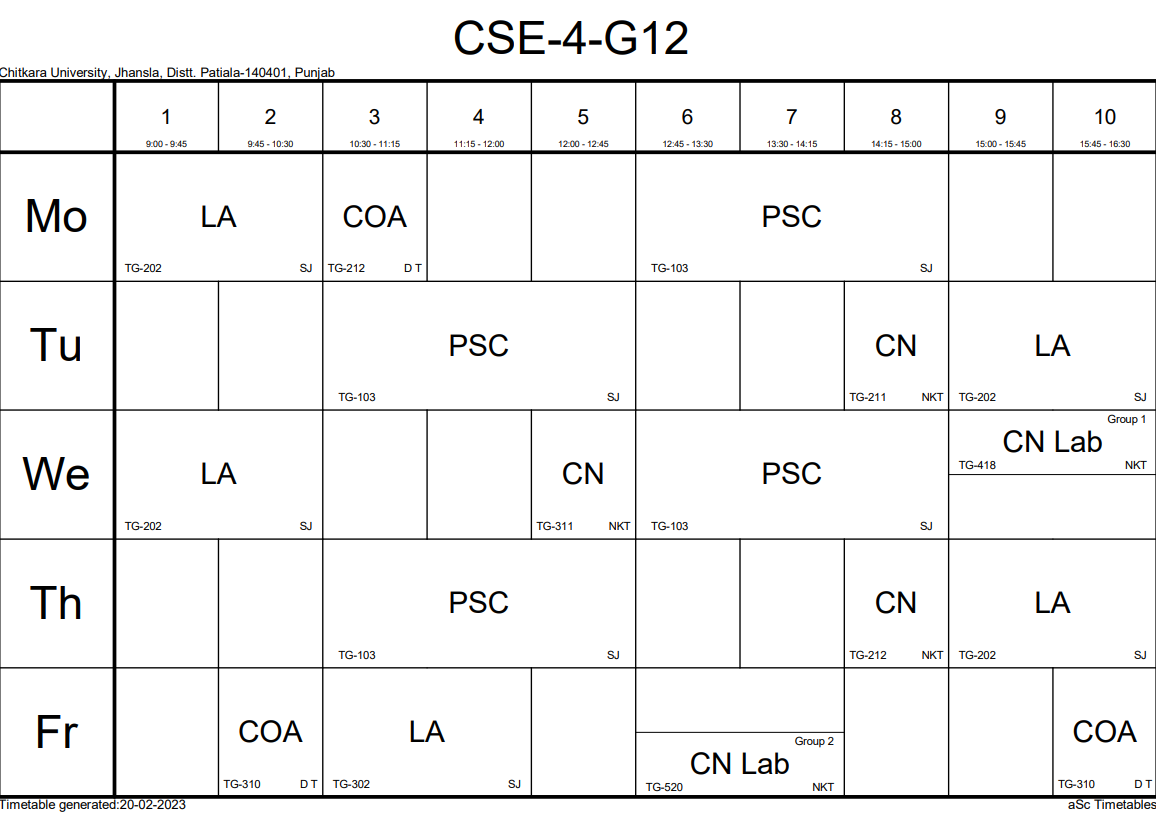 CSE-4-G12
Chitkara University, Jhansla, Distt. Patiala-140401, Punjab
1 2 3 4 5 6 7 8 9 10
9:00 - 9:45 9:45 - 10:30 10:30 - 11:15 11:15 - 12:00 12:00 - 12:45 12:45 - 13:30 13:30 - 14:15 14:15 - 15:00 15:00 - 15:45 15:45 - 16:30
Mo LA COA PSC
TG-202 SJ TG-212 D T TG-103 SJ
Tu PSC CN LA
TG-103 SJ TG-211 NKT TG-202 SJ
Group 1
We LA CN PSC CN Lab
TG-418 NKT
TG-202 SJ TG-311 NKT TG-103 SJ
Th PSC CN LA
TG-103 SJ TG-212 NKT TG-202 SJ
Fr COA LA COA
Group 2
CN Lab
TG-310 D T TG-302 SJ TG-520 NKT TG-310 D T
Timetable generated:20-02-2023 aSc Timetables